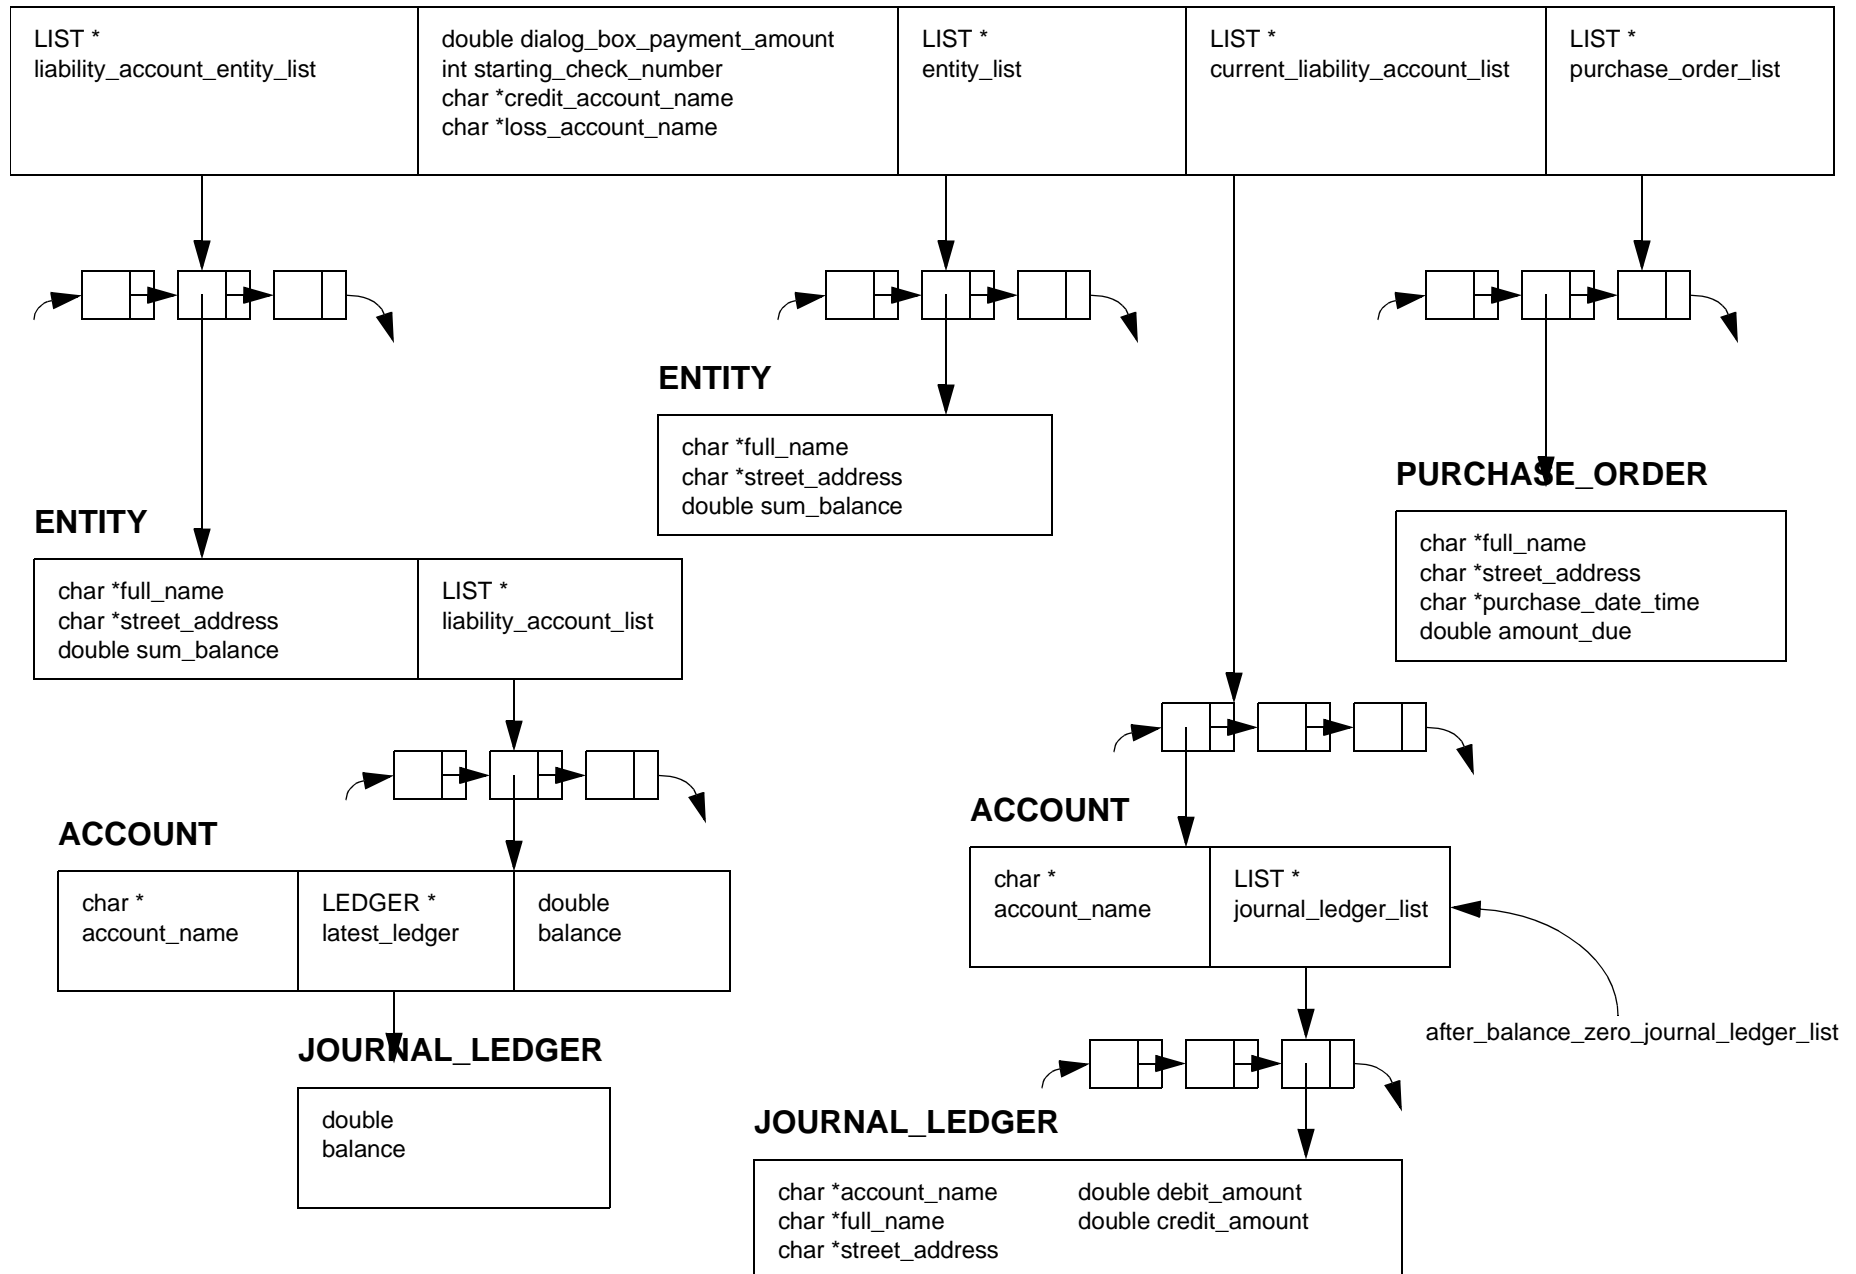 LIST *
liability_account_entity_list
double dialog_box_payment_amount
int starting_check_number
char *credit_account_name
char *loss_account_name
LIST *
entity_list
LIST *
current_liability_account_list
LIST *
purchase_order_list
ENTITY
char *full_name
char *street_address
double sum_balance
PURCHASE_ORDER
char *full_name
char *street_address
char *purchase_date_time
double amount_due
ENTITY
char *full_name
char *street_address
double sum_balance
LIST *
liability_account_list
ACCOUNT
char *
account_name
LEDGER *
latest_ledger
double
balance
ACCOUNT
char *
account_name
LIST *
journal_ledger_list
after_balance_zero_journal_ledger_list
JOURNAL_LEDGER
double
balance
JOURNAL_LEDGER
char *account_name
char *full_name
char *street_address
double debit_amount
double credit_amount